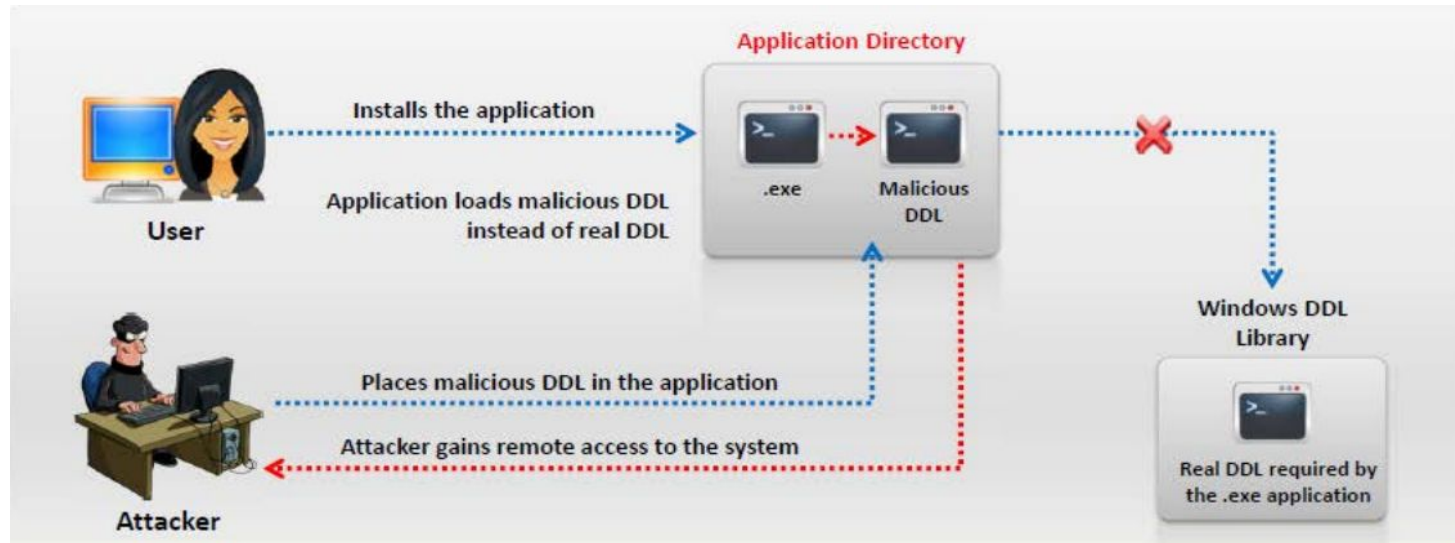 Application Directory
Installs the application
>_
>_
.exe
Malicious
DDL
Application loads malicious DDL
instead of real DDL
User
Windows DDL
Library
Places malicious DDL in the application
>_
Attacker gains remote access to the system
Real DDL required by
the .exe application
Attacker